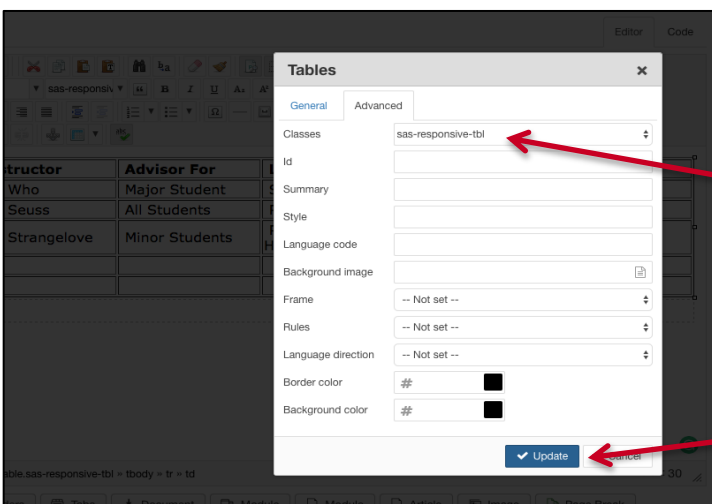 Editor Code
Tables ×
sas-responsiv
B I U
General Advanced
Classes sas-responsive-tbl
Id
Summary
Style
Language code
Background image
Frame -- Not set --
Rules -- Not set --
Language direction -- Not set --
Border color #
Background color #
Update Cancel
structor Advisor For
Who Major Student
Seuss All Students
Strangelove Minor Students
able.sas-responsive-tbl » tbody » tr » td
30
Tabs Document Module Module Article Image Page Break